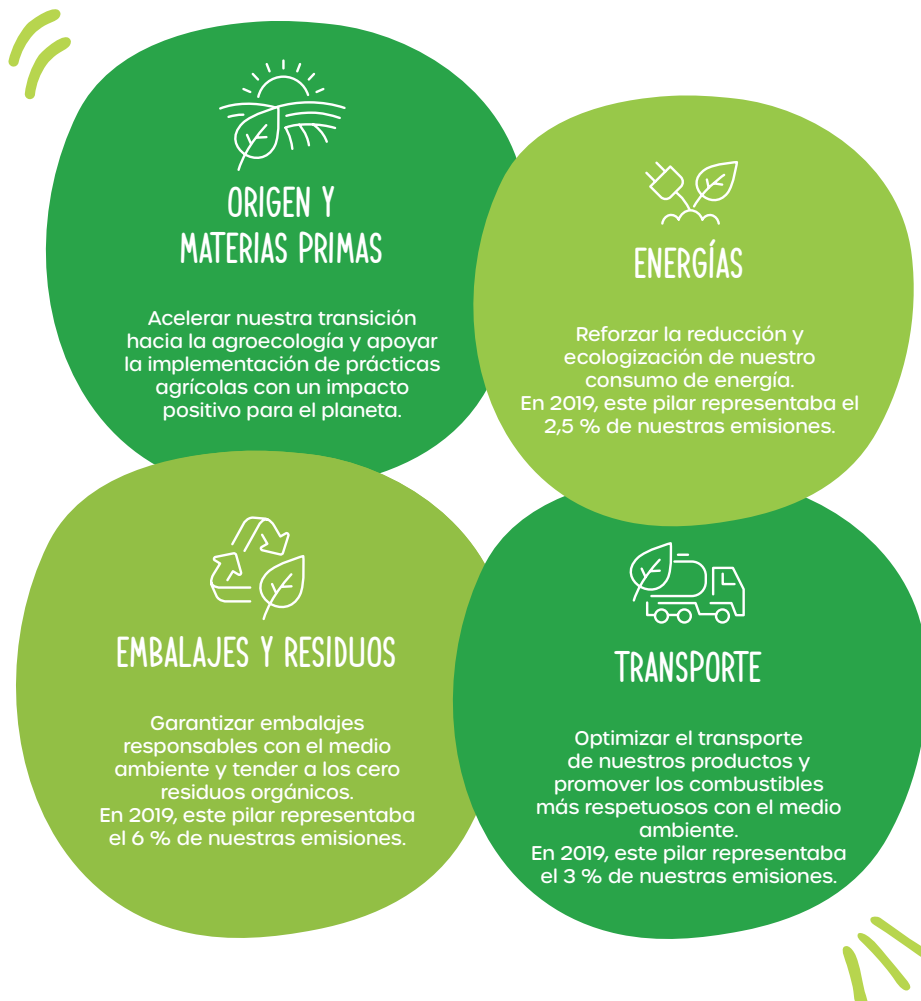 ORIGEN Y
MATERIAS PRIMAS
Acelerar nuestra transición
hacia la agroecología y apoyar
la implementación de prácticas
agrícolas con un impacto
positivo para el planeta.
ENERGÍAS
Reforzar la reducción y
ecologización de nuestro
consumo de energía.
En 2019, este pilar representaba el
2,5 % de nuestras emisiones.
EMBALAJES Y RESIDUOS
Garantizar embalajes
responsables con el medio
ambiente y tender a los cero
residuos orgánicos.
En 2019, este pilar representaba
el 6 % de nuestras emisiones.
TRANSPORTE
Optimizar el transporte
de nuestros productos y
promover los combustibles
más respetuosos con el medio
ambiente.
En 2019, este pilar representaba
el 3 % de nuestras emisiones.